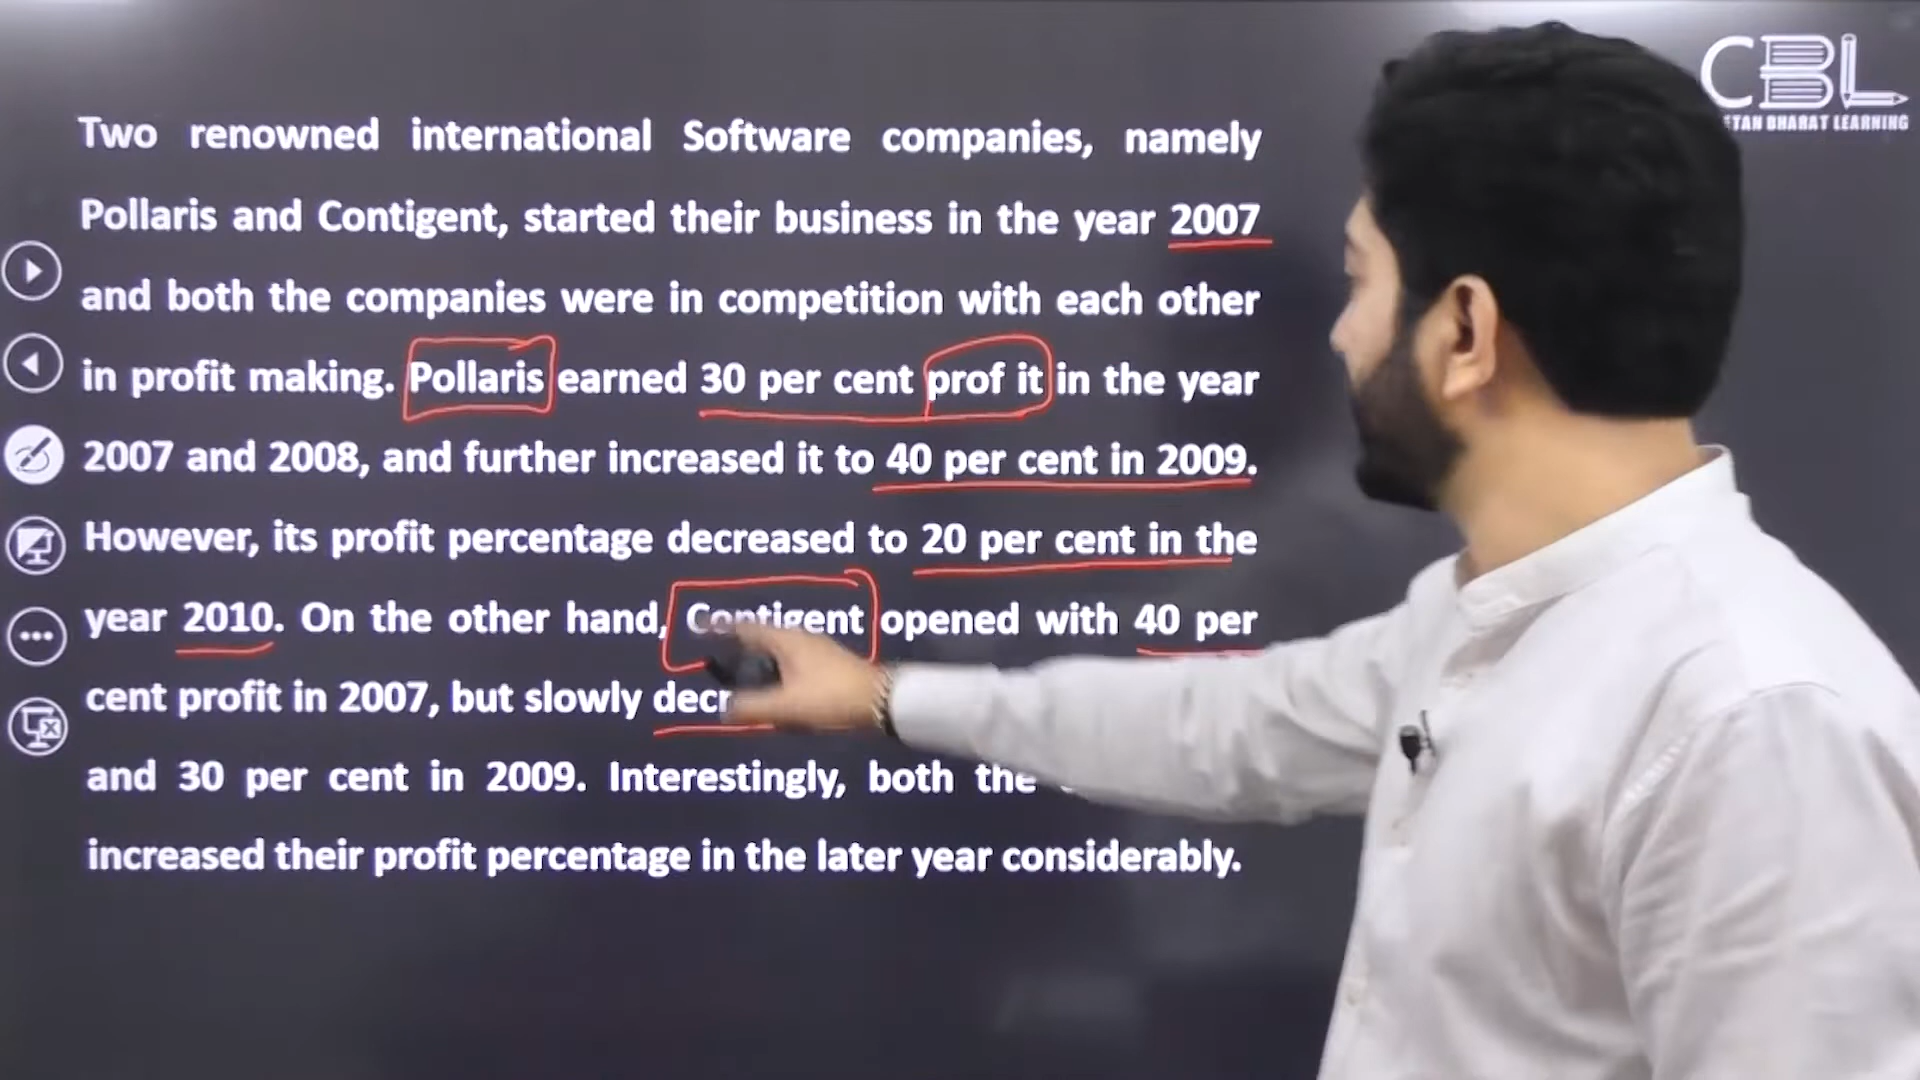 CBL
ETAN BHARAT LEARNING
Two renowned international Software companies, namely
Pollaris and Contigent, started their business in the year 2007
and both the companies were in competition with each other
in profit making. Pollaris earned 30 per cent prof it in the year
2007 and 2008, and further increased it to 40 per cent in 2009.
However, its profit percentage decreased to 20 per cent in the
year 2010. On the other hand, Contigent opened with 40 per
cent profit in 2007, but slowly decr
and 30 per cent in 2009. Interestingly, both the
increased their profit percentage in the later year considerably.